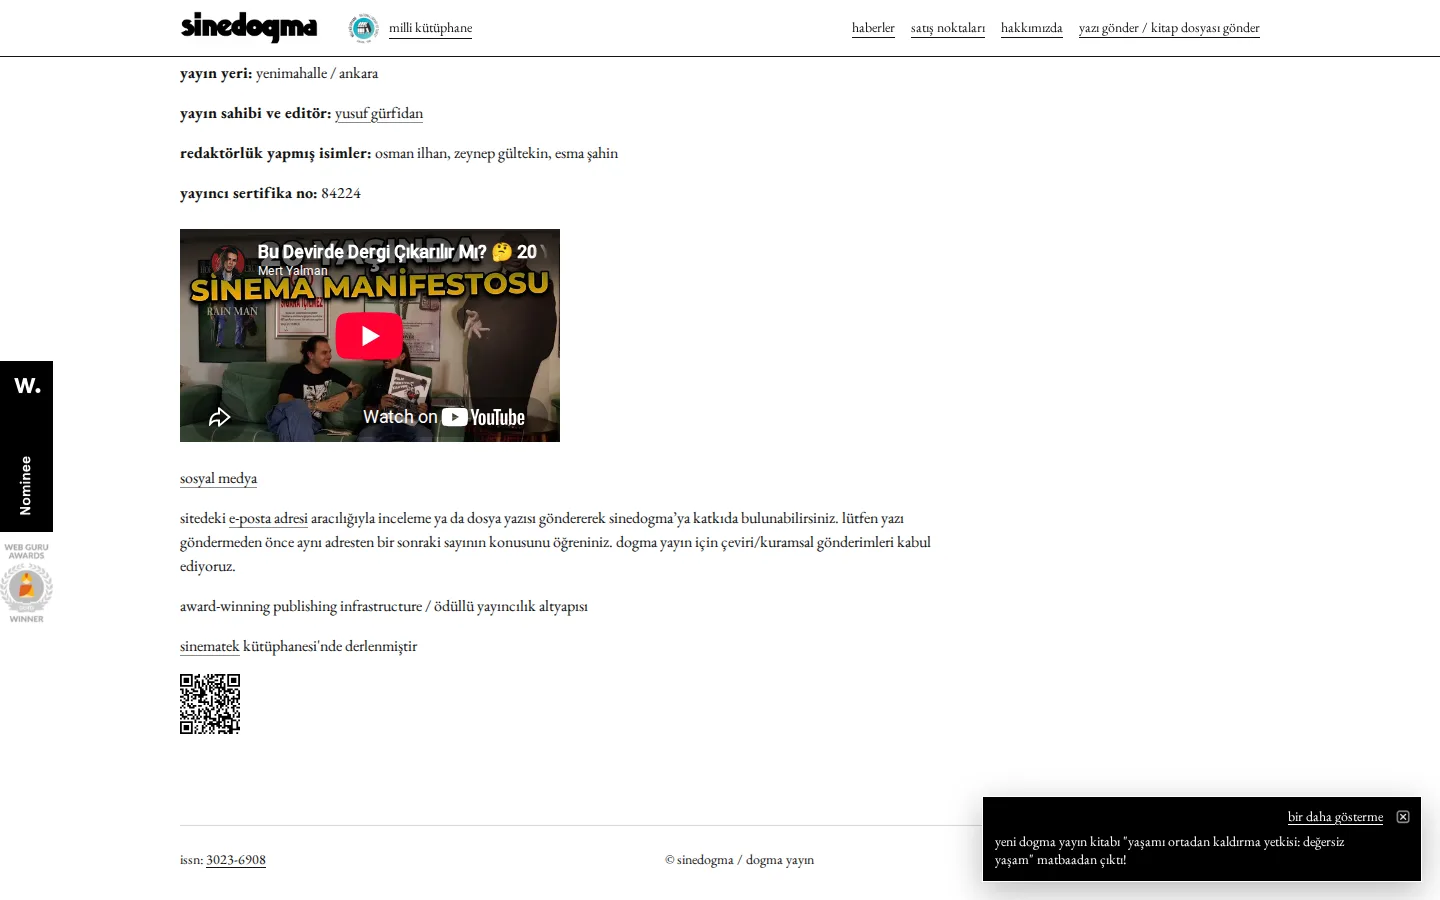 sinedogma
milli kütüphane
haberler
satış noktaları
hakkımızda
yazı gönder / kitap dosyası gönder
yayın yeri: yenimahalle / ankara
yayın sahibi ve editör: yusuf gürfidan
redaktörlük yapmış isimler: osman ilhan, zeynep gültekin, esma şahin
yayıncı sertifika no: 84224
20 YAŞINDA
Bu Devirde Dergi Çıkarılır Mı? 🤔 20
Mert Yalman
SİNEMA MANİFESTOSU
RAIN MAN
Watch on YouTube
W.
Nominee
WEB GURU
AWARDS
WINNER
sosyal medya
sitedeki e-posta adresi aracılığıyla inceleme ya da dosya yazısı göndererek sinedogma’ya katkıda bulunabilirsiniz. lütfen yazı
göndermeden önce aynı adresten bir sonraki sayının konusunu öğreniniz. dogma yayın için çeviri/kuramsal gönderimleri kabul
ediyoruz.
award-winning publishing infrastructure / ödüllü yayıncılık altyapısı
sinematek kütüphanesi'nde derlenmiştir
bir daha gösterme
yeni dogma yayın kitabı "yaşamı ortadan kaldırma yetkisi: değersiz
yaşam" matbaadan çıktı!
issn: 3023-6908
© sinedogma / dogma yayın